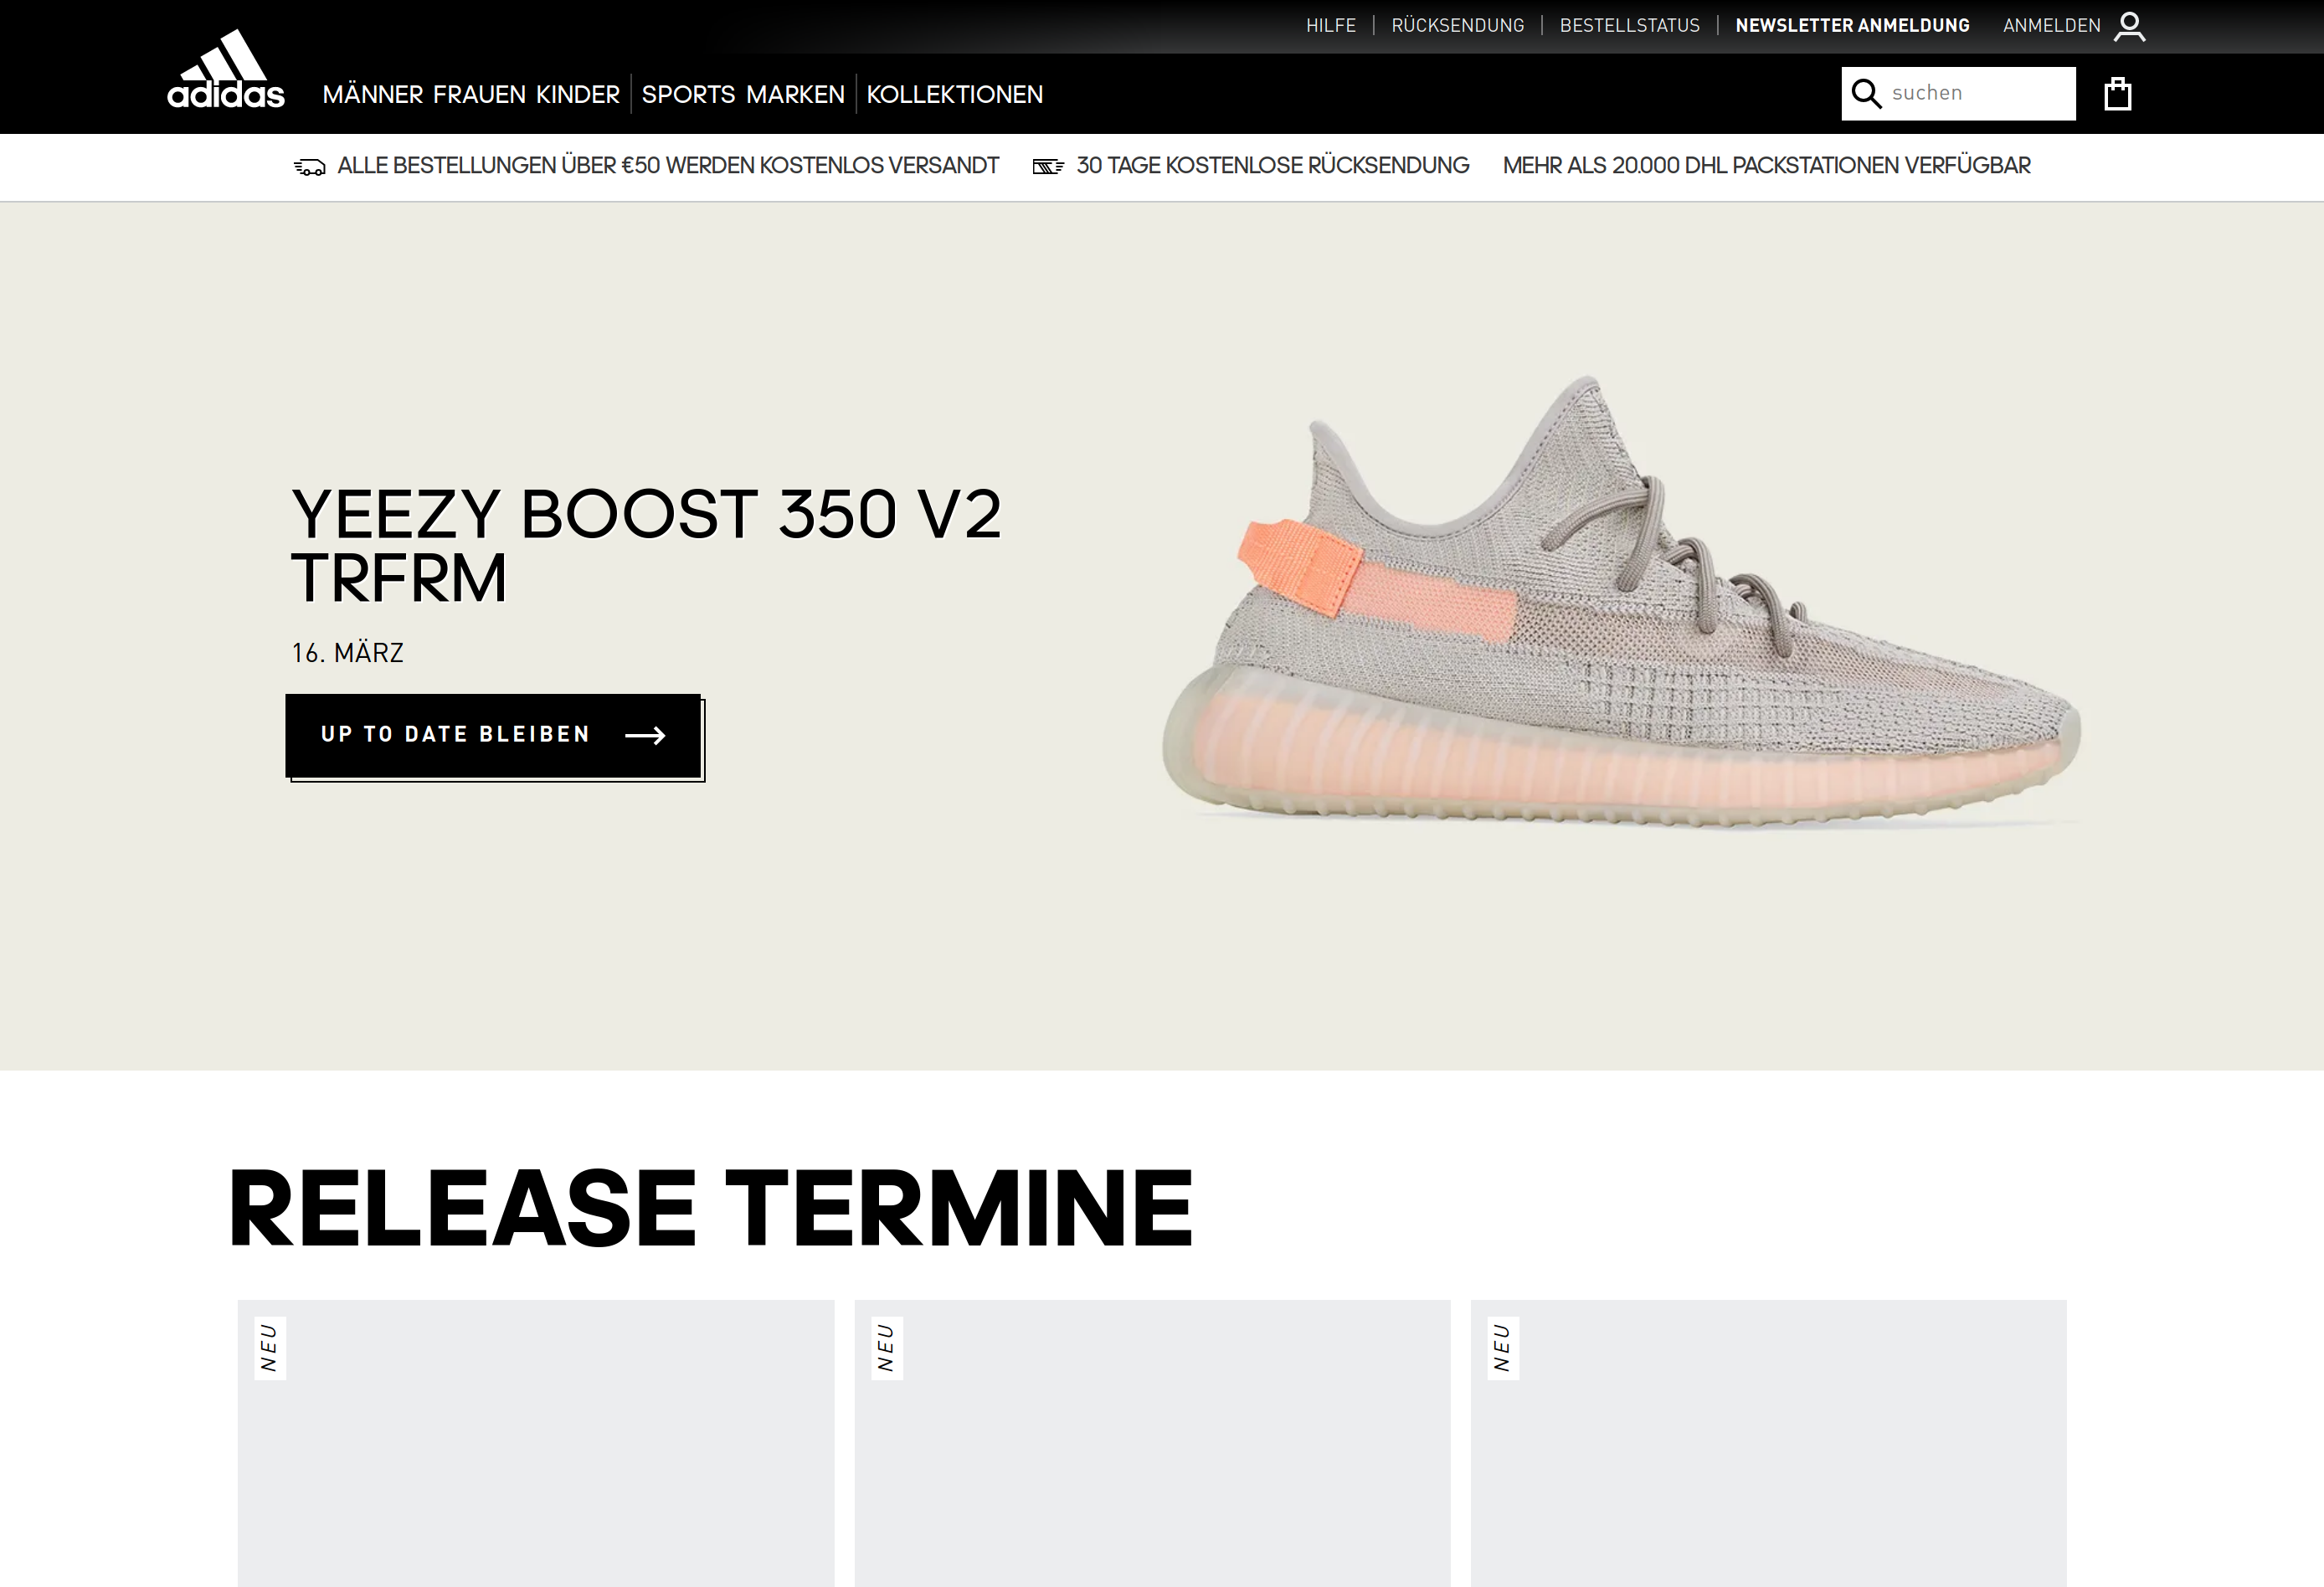 HILFE RÜCKSENDUNG BESTELLSTATUS NEWSLETTER ANMELDUNG ANMELDEN
adidas
MÄNNER FRAUEN KINDER SPORTS MARKEN KOLLEKTIONEN
suchen
ALLE BESTELLUNGEN ÜBER €50 WERDEN KOSTENLOS VERSANDT 30 TAGE KOSTENLOSE RÜCKSENDUNG MEHR ALS 20.000 DHL PACKSTATIONEN VERFÜGBAR
YEEZY BOOST 350 V2
TRFRM
16. MÄRZ
UP TO DATE BLEIBEN
RELEASE TERMINE
NEU
NEU
NEU